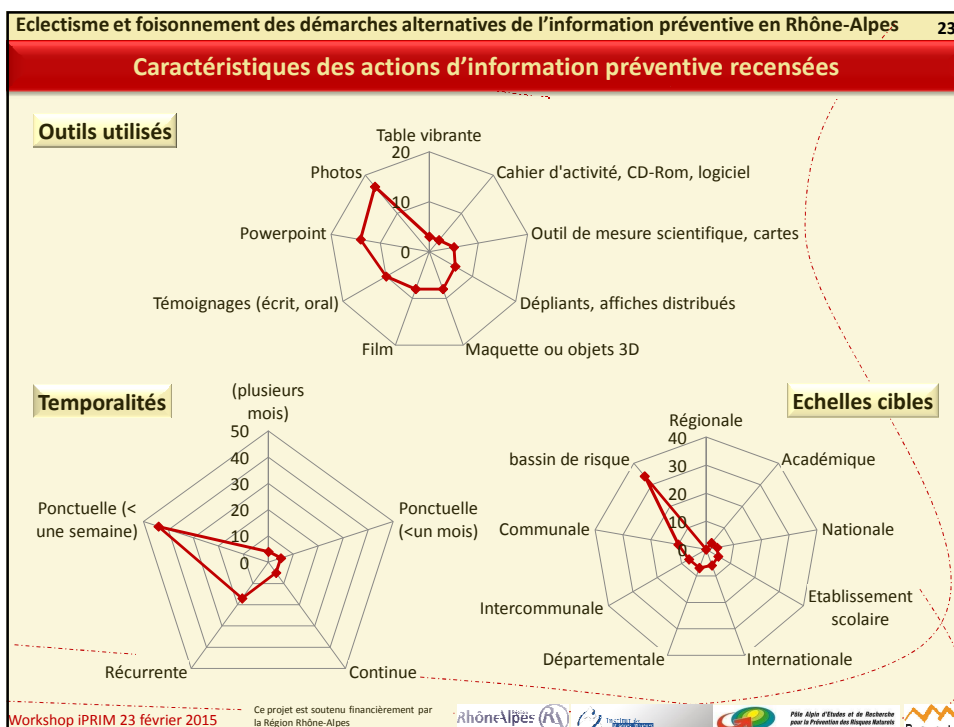 Eclectisme et foisonnement des démarches alternatives de l'information préventive en Rhône-Alpes 23
Caractéristiques des actions d'information préventive recensées
Outils utilisés
Table vibrante
20
10
0
Photos
Cahier d'activité, CD-Rom, logiciel
Powerpoint
Outil de mesure scientifique, cartes
Témoignages (écrit, oral)
Dépliants, affiches distribués
Film
Maquette ou objets 3D
Temporalités
(plusieurs
mois)
50
40
30
20
10
0
Ponctuelle (<
une semaine)
Ponctuelle
(<un mois)
Récurrente
Continue
Echelles cibles
Régionale
40
30
20
10
0
bassin de risque
Académique
Communale
Nationale
Intercommunale
Etablissement
scolaire
Départementale
Internationale
Workshop iPRIM 23 février 2015
Ce projet est soutenu financièrement par
la Région Rhône-Alpes
Rhône-Alpes
Pôle Alpin d'Etudes et de Recherche
pour la Prévention des Risques Naturels